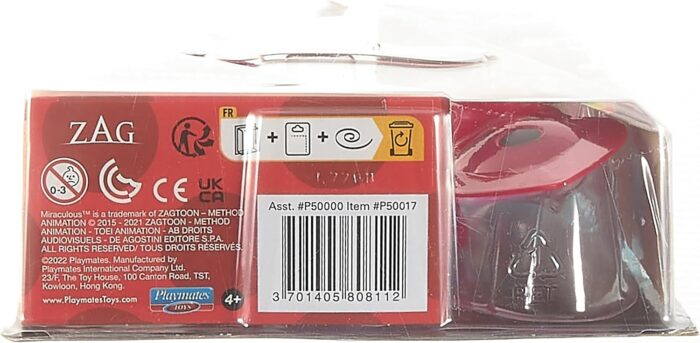 ZAG
FR
0-3
CE
UK
CA
Miraculous™ is a trademark of ZAGTOON – METHOD
ANIMATION © 2015 - 2021 ZAGTOON - METHOD
ANIMATION - TOEI ANIMATION - AB DROITS
AUDIOVISUELS - DE AGOSTINI EDITORE S.P.A.
ALL RIGHTS RESERVED/ TOUS DROITS RÉSERVÉS.
©2022 Playmates. Manufactured by
Playmates International Company Ltd.
23/F, The Toy House, 100 Canton Road, TST,
Kowloon, Hong Kong.
www.PlaymatesToys.com
Playmates
TOYS
4+
Asst. #P50000 Item #P50017
3 701405 808112